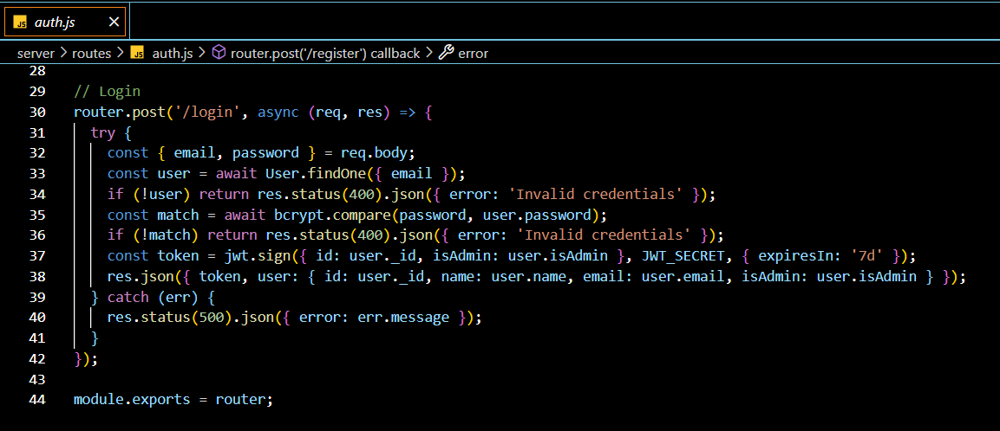 JS auth.js ×
server > routes > JS auth.js > router.post('/register') callback > error
28
29 // Login
30 router.post('/login', async (req, res) => {
31 try {
32 const { email, password } = req.body;
33 const user = await User.findOne({ email });
34 if (!user) return res.status(400).json({ error: 'Invalid credentials' });
35 const match = await bcrypt.compare(password, user.password);
36 if (!match) return res.status(400).json({ error: 'Invalid credentials' });
37 const token = jwt.sign({ id: user._id, isAdmin: user.isAdmin }, JWT_SECRET, { expiresIn: '7d' });
38 res.json({ token, user: { id: user._id, name: user.name, email: user.email, isAdmin: user.isAdmin } });
39 } catch (err) {
40 res.status(500).json({ error: err.message });
41 }
42 });
43
44 module.exports = router;